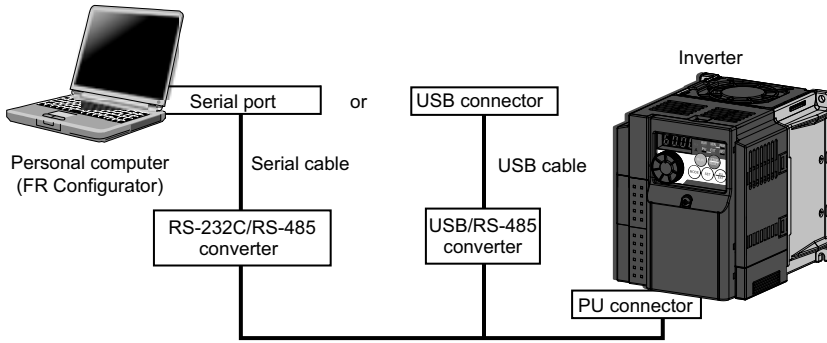 Inverter
Serial port
or
USB connector
Personal computer
(FR Configurator)
Serial cable
USB cable
RS-232C/RS-485
converter
USB/RS-485
converter
PU connector